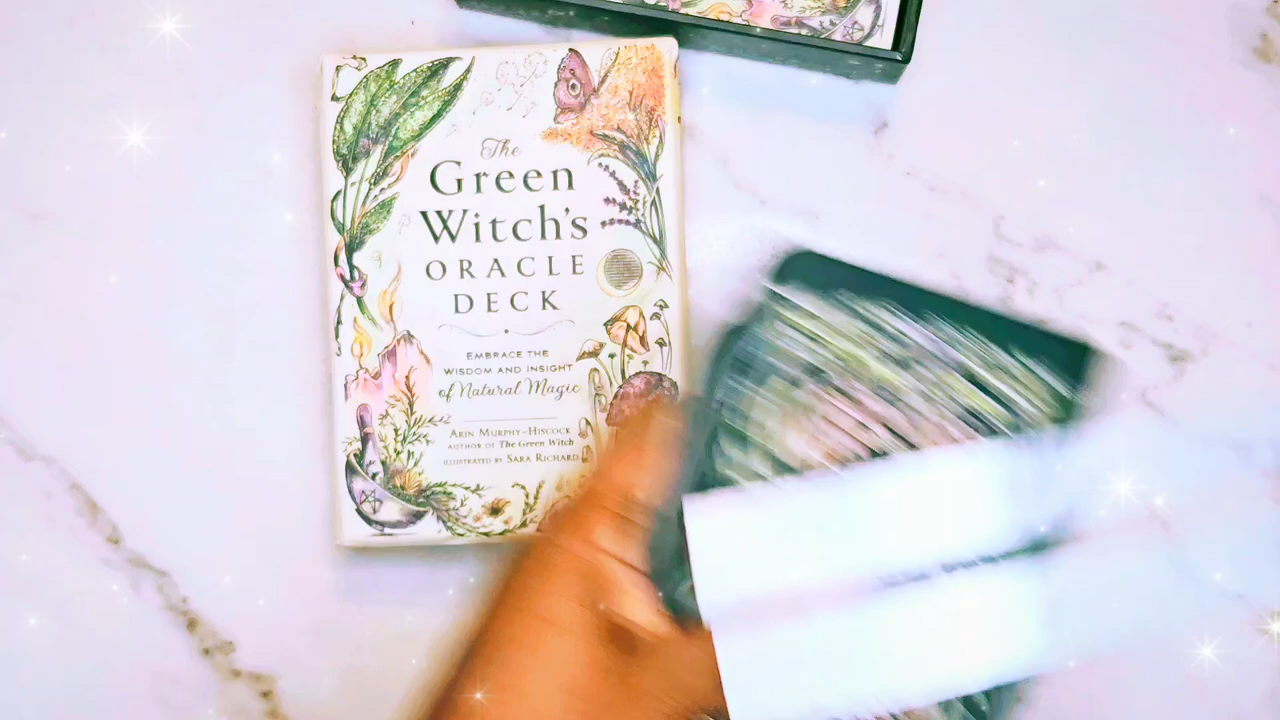 The
Green
Witch's
ORACLE
DECK
EMBRACE THE
WISDOM AND INSIGHT
of Natural Magic
ARIN MURPHY-HISCOCK
AUTHOR OF The Green Witch
ILLUSTRATED BY SARA RICHARD